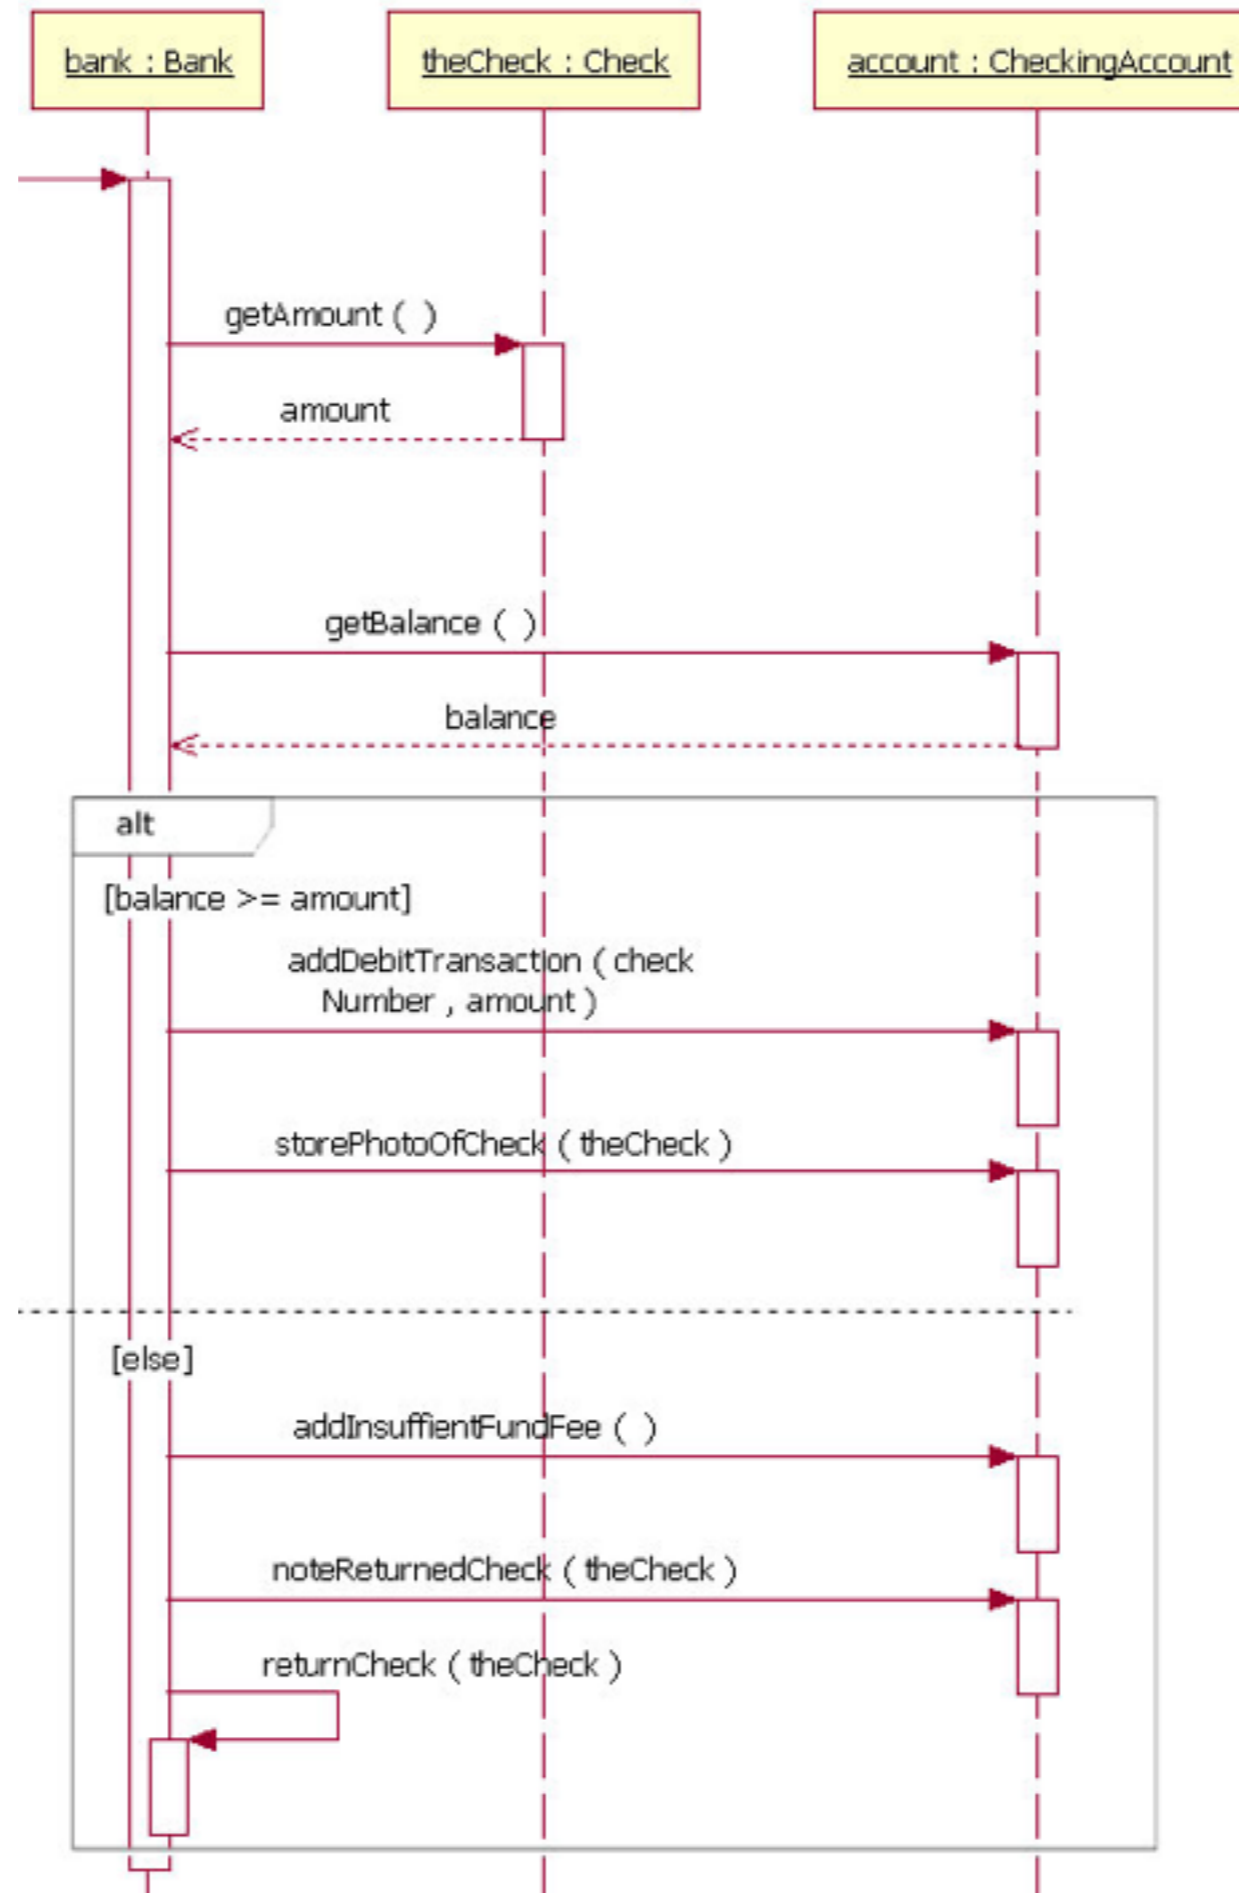 bank : Bank
theCheck : Check
account : CheckingAccount
getAmount ( )
amount
getBalance ( )
balance
alt
[balance >= amount]
addDebitTransaction ( check
Number , amount )
storePhotoOfCheck ( theCheck )
[else]
addInsuffientFundFee ( )
noteReturnedCheck ( theCheck )
returnCheck ( theCheck )